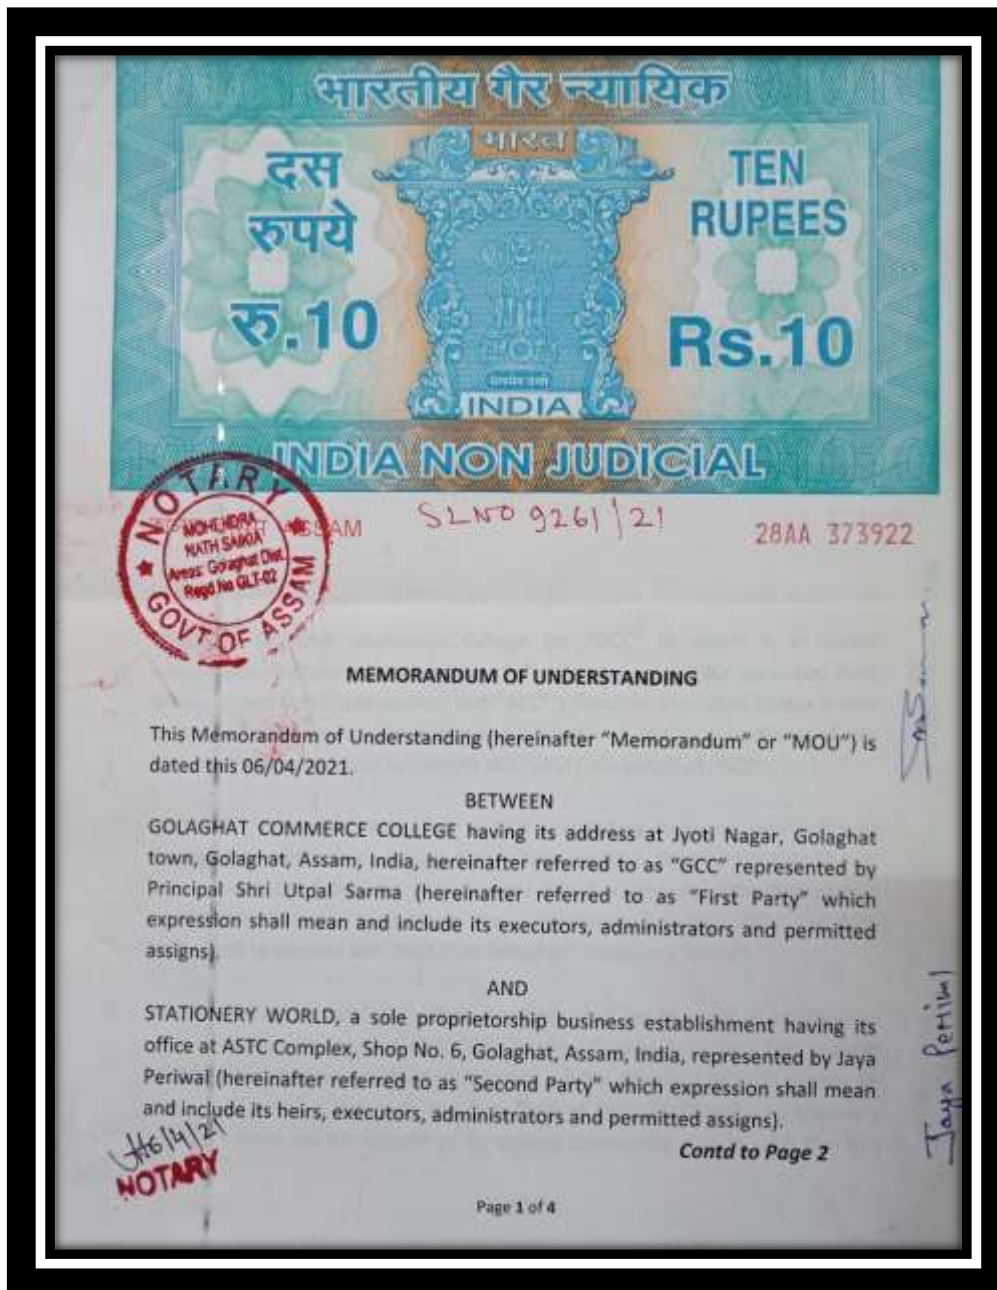 भारतीय गैर न्यायिक
भारत
दस
रुपये
रु.10
TEN
RUPEES
Rs.10
INDIA
INDIA NON JUDICIAL
NOTARY
MOHENDRA
NATH SAIKIA
Areas: Golaghat Dist.
Regd No GLT-02
GOVT OF ASSAM
ASSAM
SLNO 9261/21
28AA 373922
MEMORANDUM OF UNDERSTANDING
This Memorandum of Understanding (hereinafter “Memorandum” or “MOU”) is
dated this 06/04/2021.
BETWEEN
GOLAGHAT COMMERCE COLLEGE having its address at Jyoti Nagar, Golaghat
town, Golaghat, Assam, India, hereinafter referred to as “GCC” represented by
Principal Shri Utpal Sarma (hereinafter referred to as “First Party” which
expression shall mean and include its executors, administrators and permitted
assigns).
AND
STATIONERY WORLD, a sole proprietorship business establishment having its
office at ASTC Complex, Shop No. 6, Golaghat, Assam, India, represented by Jaya
Periwal (hereinafter referred to as “Second Party” which expression shall mean
and include its heirs, executors, administrators and permitted assigns).
Contd to Page 2
6/4/21
NOTARY
Jaya Periwal
Page 1 of 4